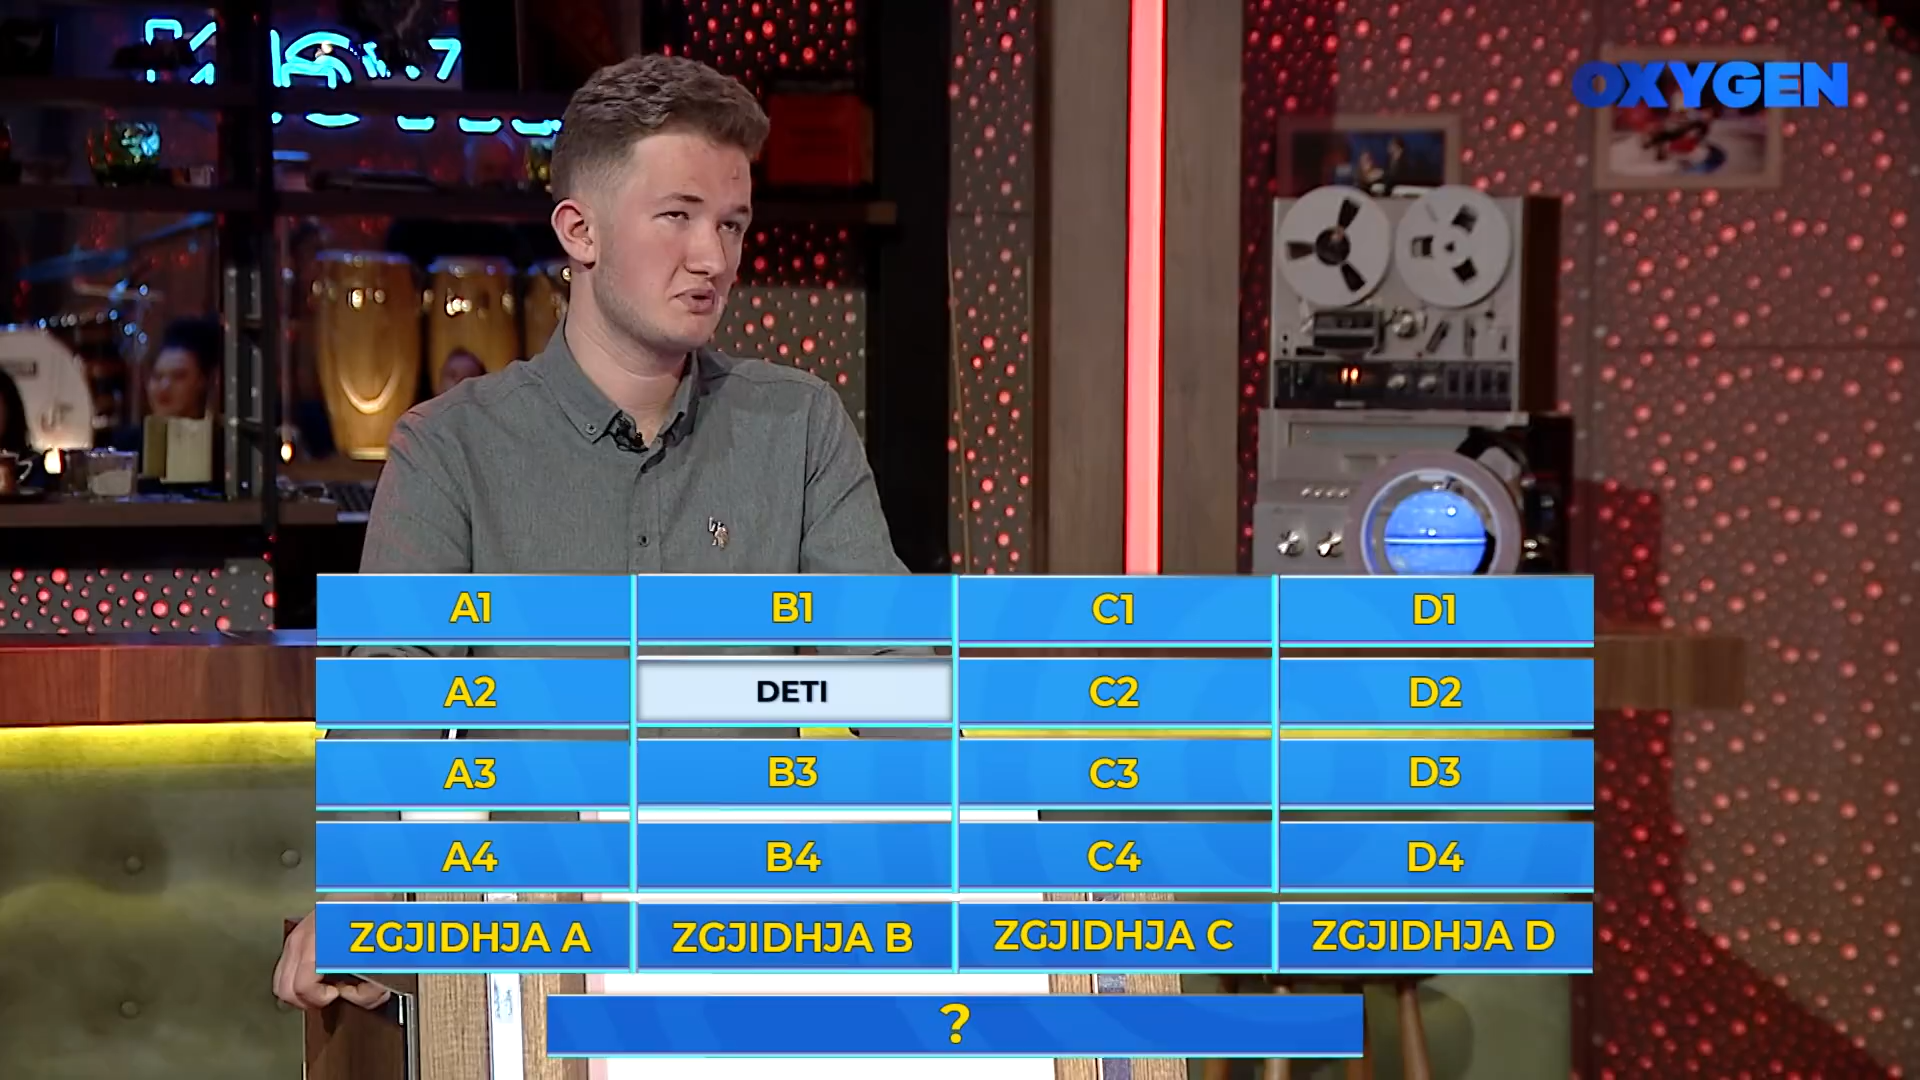 OXYGEN
A1 B1 C1 D1
A2 DETI C2 D2
A3 B3 C3 D3
A4 B4 C4 D4
ZGJIDHJA A ZGJIDHJA B ZGJIDHJA C ZGJIDHJA D
?